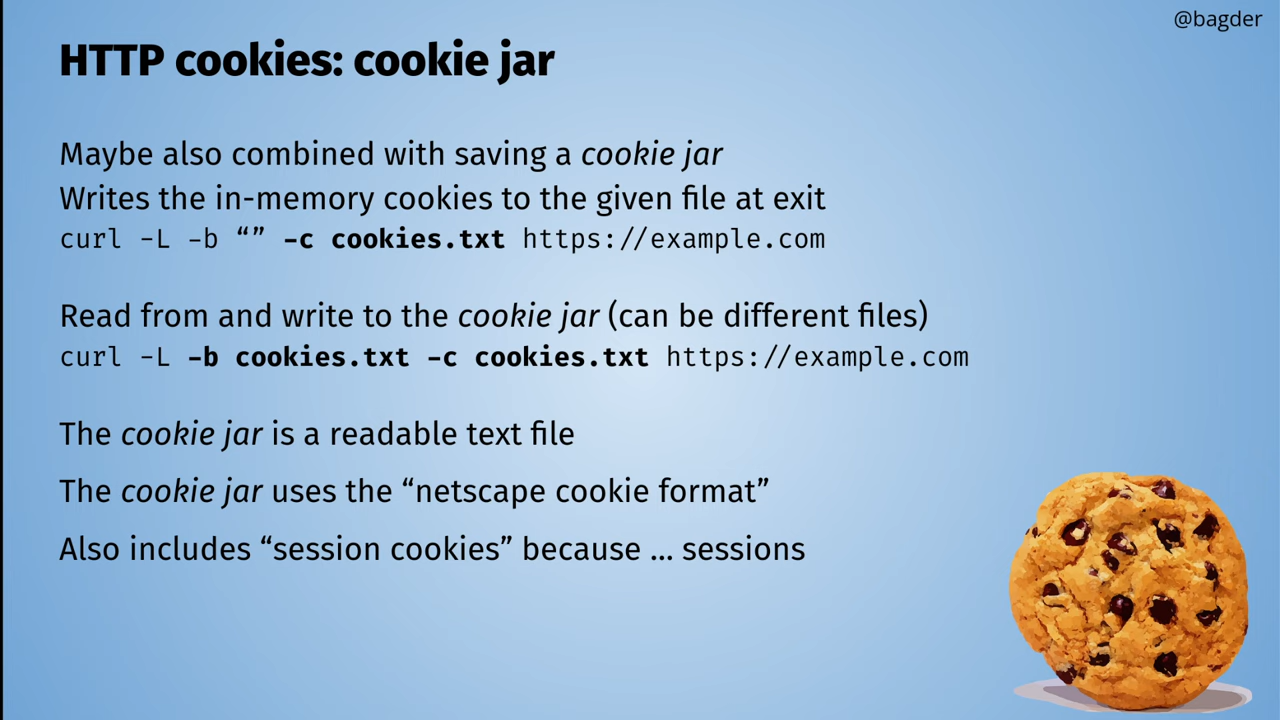 @bagder
HTTP cookies: cookie jar
Maybe also combined with saving a cookie jar
Writes the in-memory cookies to the given file at exit
curl -L -b “” -c cookies.txt https://example.com
Read from and write to the cookie jar (can be different files)
curl -L -b cookies.txt -c cookies.txt https://example.com
The cookie jar is a readable text file
The cookie jar uses the “netscape cookie format”
Also includes “session cookies” because ... sessions